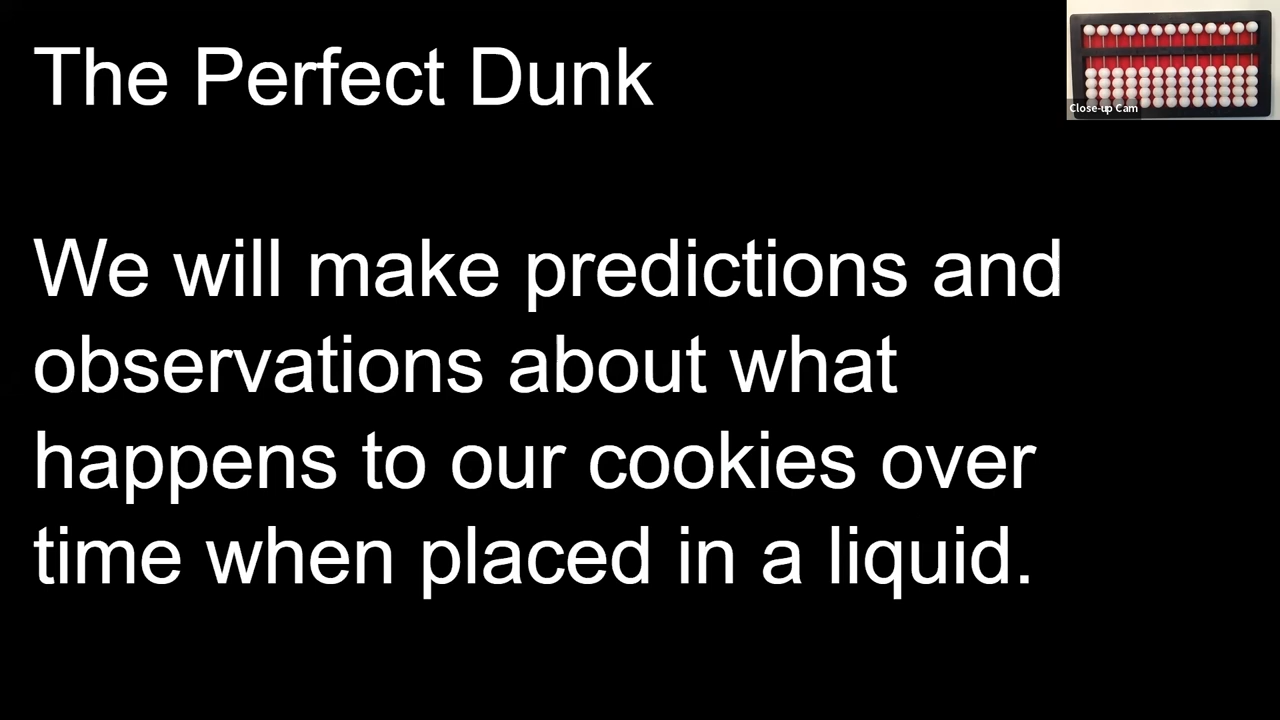 The Perfect Dunk
Close-up Cam
We will make predictions and
observations about what
happens to our cookies over
time when placed in a liquid.